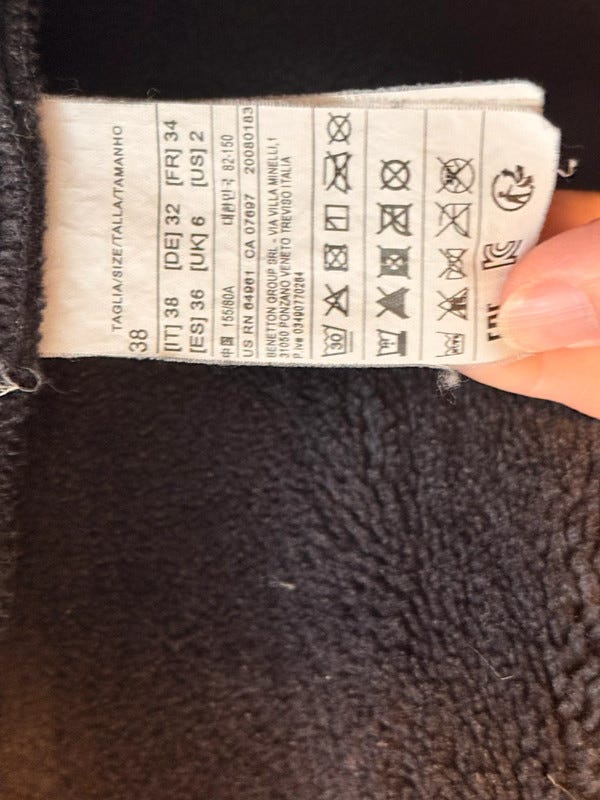 TAGLIA/SIZE/TALLA/TAMANHO
38
[IT] 38 [DE] 32 [FR] 34
[ES] 36 [UK] 6 [US] 2
中国 155/80A 대한민국 82-150
US RN 64981 CA 07697 20080183
BENETTON GROUP SRL - VIA VILLA MINELLI,1
31050 PONZANO VENETO TREVISO ITALIA
P.iva 03490770264
30